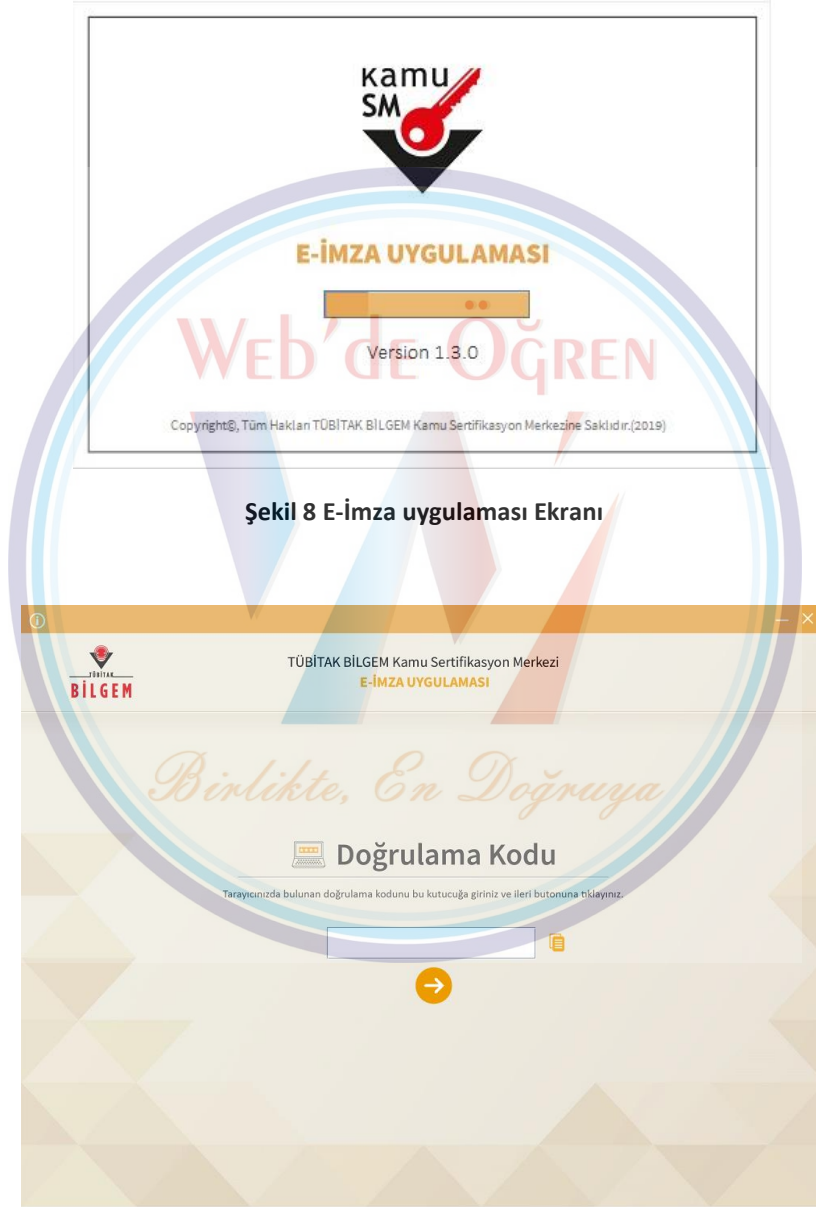 Kamu
SM
E-İMZA UYGULAMASI
Web'de Öğren
Version 1.3.0
Copyright©, Tüm Hakları TÜBİTAK BİLGEM Kamu Sertifikasyon Merkezine Saklıdır.(2019)
Şekil 8 E-İmza uygulaması Ekranı
TÜBİTAK
BİLGEM
TÜBİTAK BİLGEM Kamu Sertifikasyon Merkezi
E-İMZA UYGULAMASI
Birlikte, En Doğruya
Doğrulama Kodu
Tarayıcınızda bulunan doğrulama kodunu bu kutucuğa giriniz ve ileri butonuna tıklayınız.